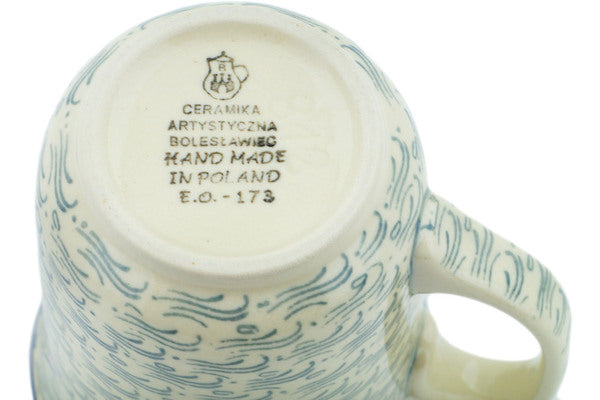 B
CERAMIKA
ARTYSTYCZNA
BOLESŁAWIEC
HAND MADE
IN POLAND
E.O. - 173